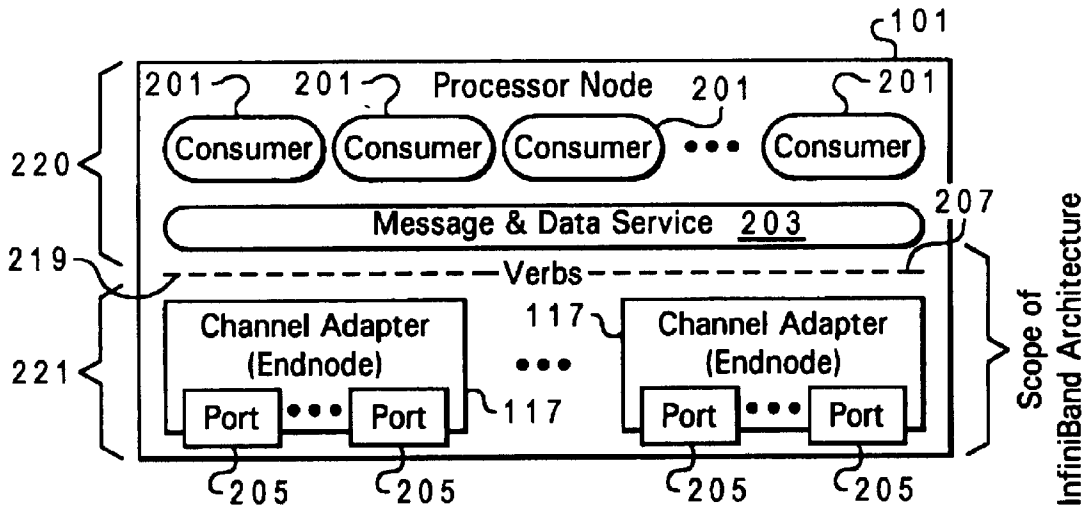 101
201 201 Processor Node 201 201
Consumer Consumer Consumer ••• Consumer
220
Message & Data Service 203
207
219
Verbs
Channel Adapter
(Endnode)
117
•••
117
Channel Adapter
(Endnode)
221
Port ••• Port
Port ••• Port
205 205 205 205
Scope of
InfiniBand Architecture